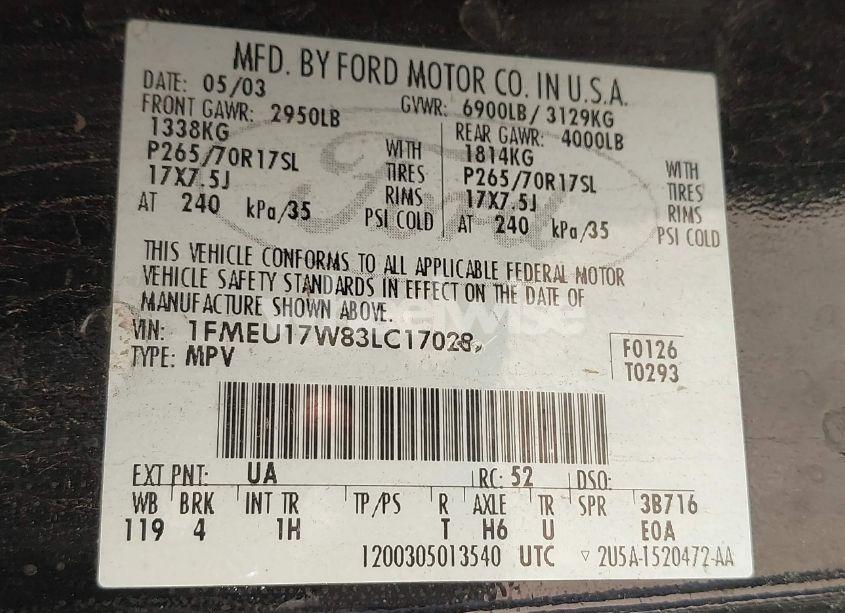 MFD. BY FORD MOTOR CO. IN U.S.A.
DATE: 05/03 GVWR: 6900LB / 3129KG
FRONT GAWR: 2950LB REAR GAWR: 4000LB
1338KG WITH 1814KG WITH
P265/70R17SL TIRES P265/70R17SL TIRES
17X7.5J RIMS 17X7.5J RIMS
AT 240 kPa/35 PSI COLD AT 240 kPa/35 PSI COLD
THIS VEHICLE CONFORMS TO ALL APPLICABLE FEDERAL MOTOR
VEHICLE SAFETY STANDARDS IN EFFECT ON THE DATE OF
MANUFACTURE SHOWN ABOVE.
VIN: 1FMEU17W83LC17028
TYPE: MPV
F0126
T0293
EXT PNT: UA RC: 52 DSO:
WB BRK INT TR TP/PS R AXLE TR SPR 3B716
119 4 1H T H6 U E0A
1200305013540 UTC ▽ 2U5A-1520472-AA
Ford